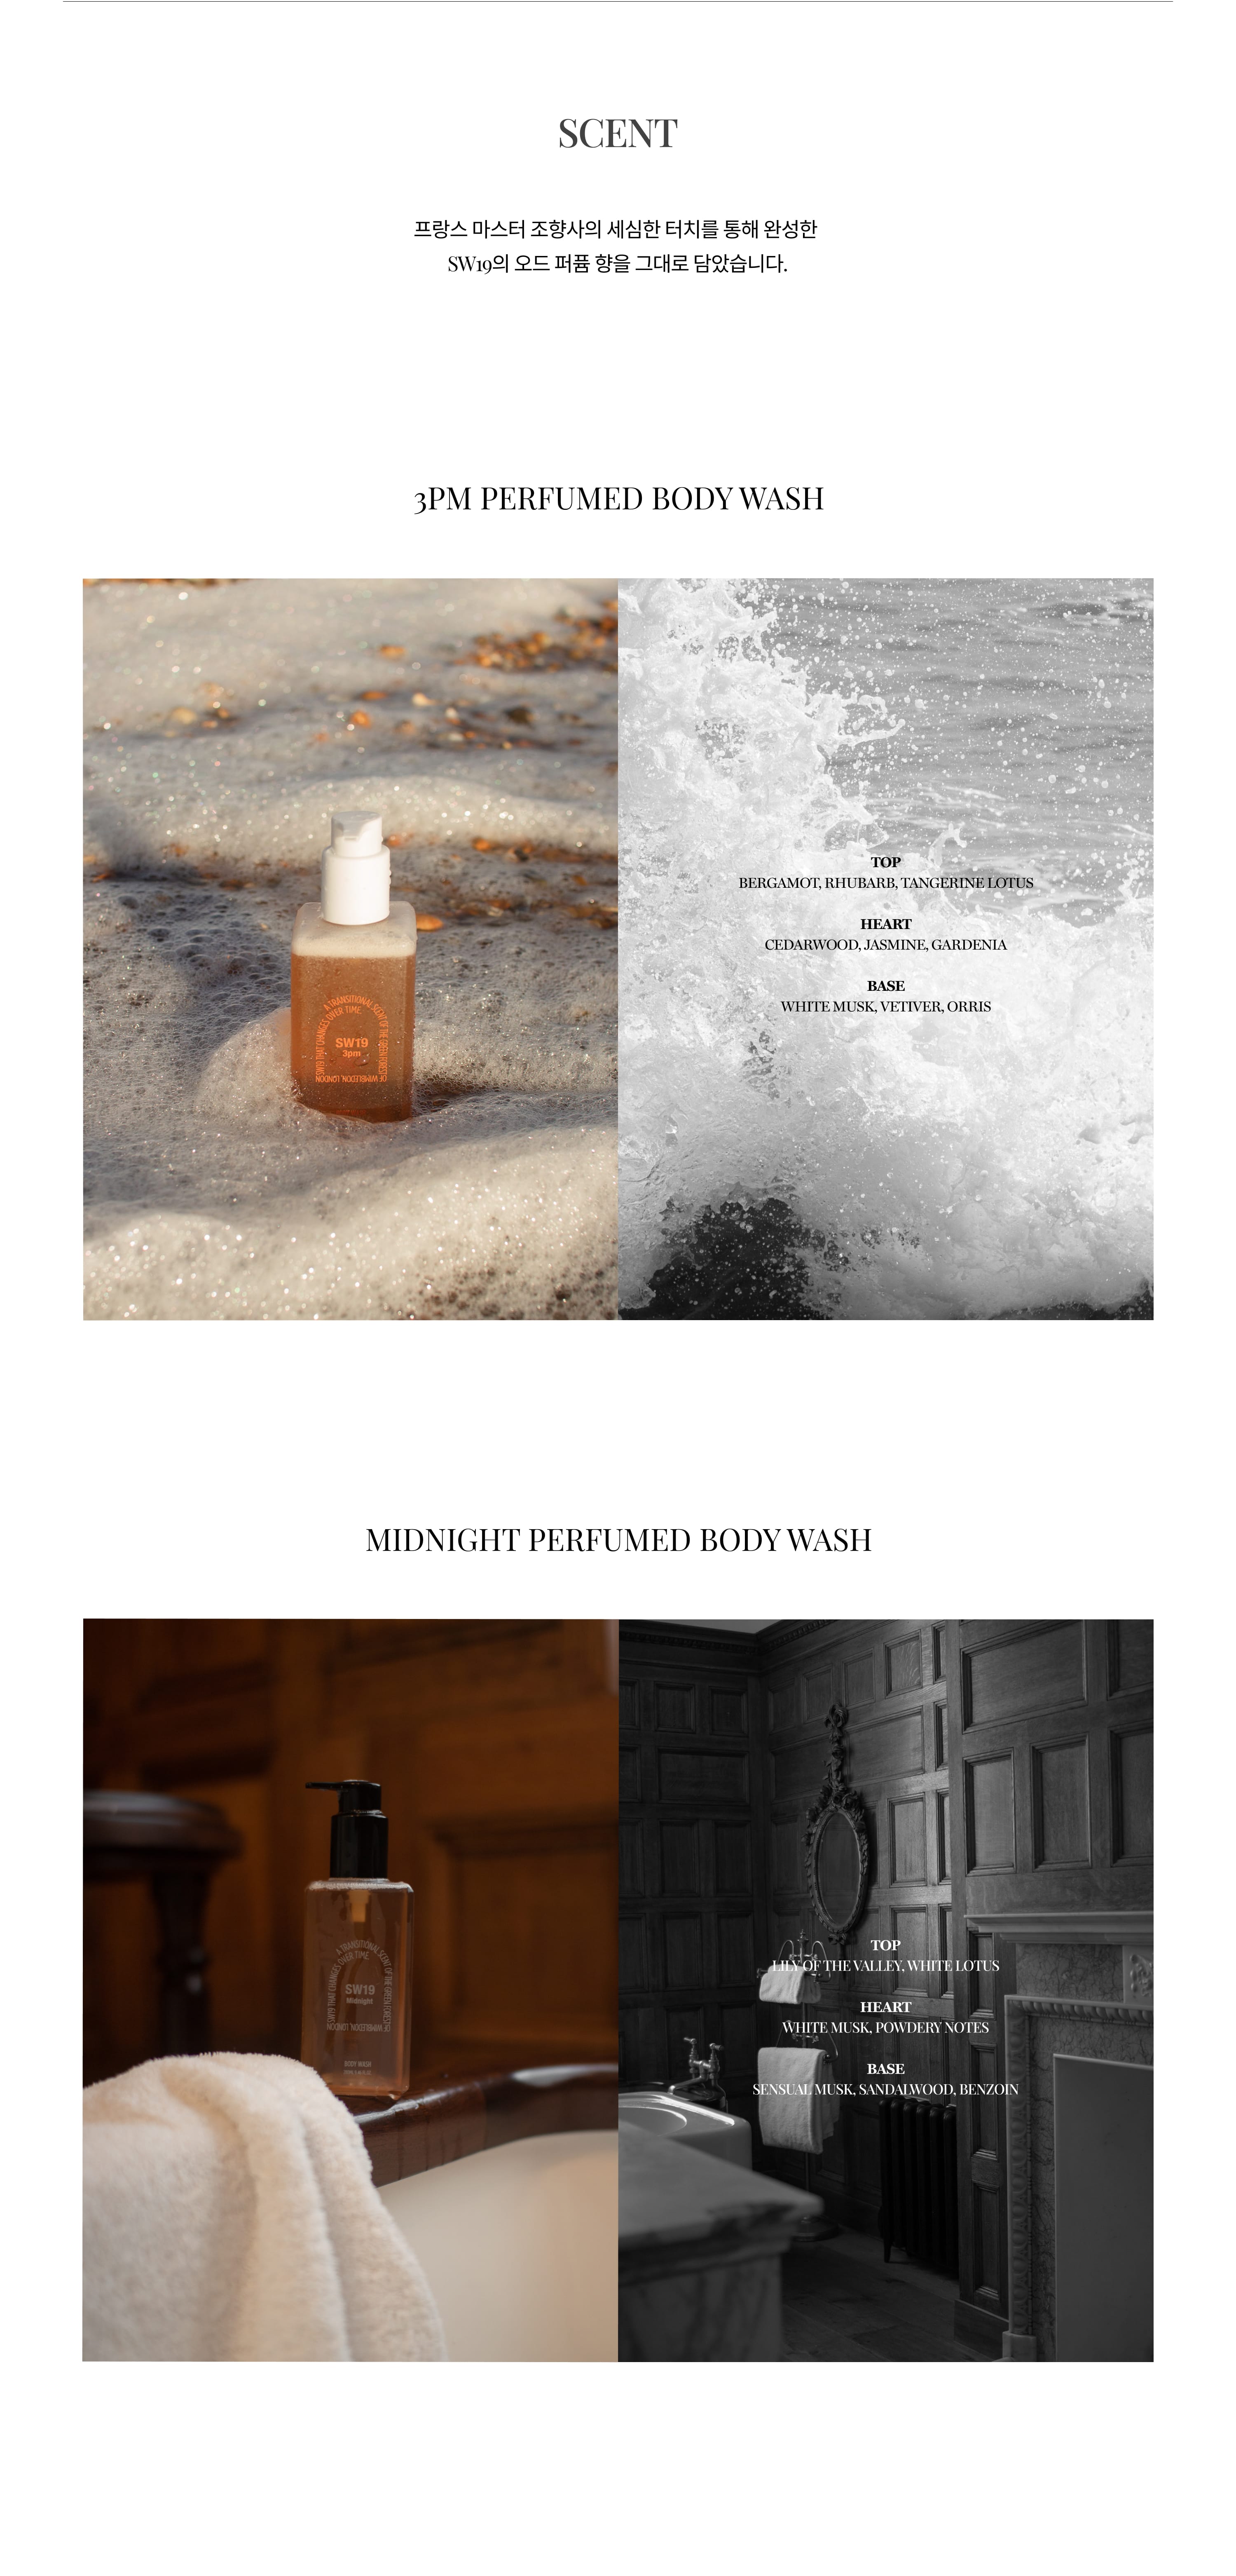 SCENT
프랑스 마스터 조향사의 세심한 터치를 통해 완성한
SW19의 오드 퍼퓸 향을 그대로 담았습니다.
3PM PERFUMED BODY WASH
A TRANSITIONAL SCENT OF THE GREEN FOREST
OF WIMBLEDON, LONDON
SW19 THAT CHANGES OVER TIME
SW19
3pm
TOP
BERGAMOT, RHUBARB, TANGERINE LOTUS
HEART
CEDARWOOD, JASMINE, GARDENIA
BASE
WHITE MUSK, VETIVER, ORRIS
MIDNIGHT PERFUMED BODY WASH
A TRANSITIONAL SCENT OF THE GREEN FOREST OF
WIMBLEDON, LONDON
SW19 THAT CHANGES OVER TIME
SW19
Midnight
BODY WASH
TOP
LILY OF THE VALLEY, WHITE LOTUS
HEART
WHITE MUSK, POWDERY NOTES
BASE
SENSUAL MUSK, SANDALWOOD, BENZOIN